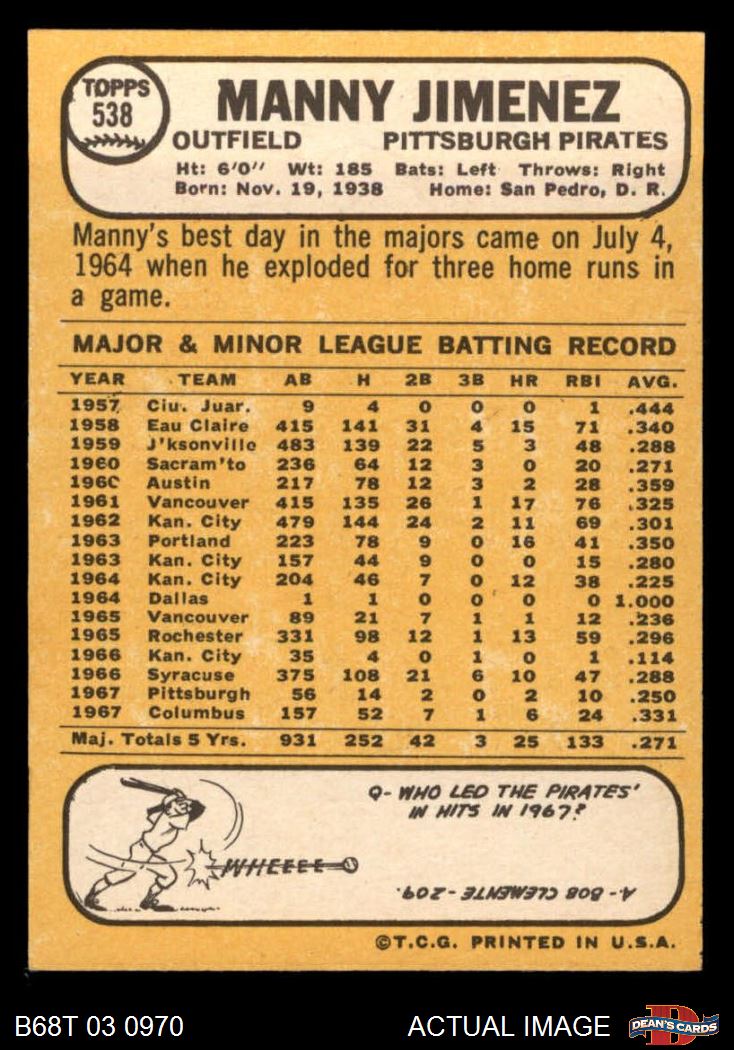 TOPPS
538
MANNY JIMENEZ
OUTFIELD PITTSBURGH PIRATES
Ht: 6'0" Wt: 185 Bats: Left Throws: Right
Born: Nov. 19, 1938 Home: San Pedro, D. R.
Manny's best day in the majors came on July 4,
1964 when he exploded for three home runs in
a game.
MAJOR & MINOR LEAGUE BATTING RECORD
YEAR TEAM AB H 2B 3B HR RBI AVG.
1957 Ciu. Juar. 9 4 0 0 0 1 .444
1958 Eau Claire 415 141 31 4 15 71 .340
1959 J'ksonville 483 139 22 5 3 48 .288
1960 Sacram'to 236 64 12 3 0 20 .271
1960 Austin 217 78 12 3 2 28 .359
1961 Vancouver 415 135 26 1 17 76 .325
1962 Kan. City 479 144 24 2 11 69 .301
1963 Portland 223 78 9 0 16 41 .350
1963 Kan. City 157 44 9 0 0 15 .280
1964 Kan. City 204 46 7 0 12 38 .225
1964 Dallas 1 1 0 0 0 0 1.000
1965 Vancouver 89 21 7 1 1 12 .236
1965 Rochester 331 98 12 1 13 59 .296
1966 Kan. City 35 4 0 1 0 1 .114
1966 Syracuse 375 108 21 6 10 47 .288
1967 Pittsburgh 56 14 2 0 2 10 .250
1967 Columbus 157 52 7 1 6 24 .331
Maj. Totals 5 Yrs. 931 252 42 3 25 133 .271
Q- WHO LED THE PIRATES'
IN HITS IN 1967?
WHEEEE
A- BOB CLEMENTE - 209.
©T.C.G. PRINTED IN U.S.A.
B68T 03 0970 ACTUAL IMAGE
DEAN'S CARDS